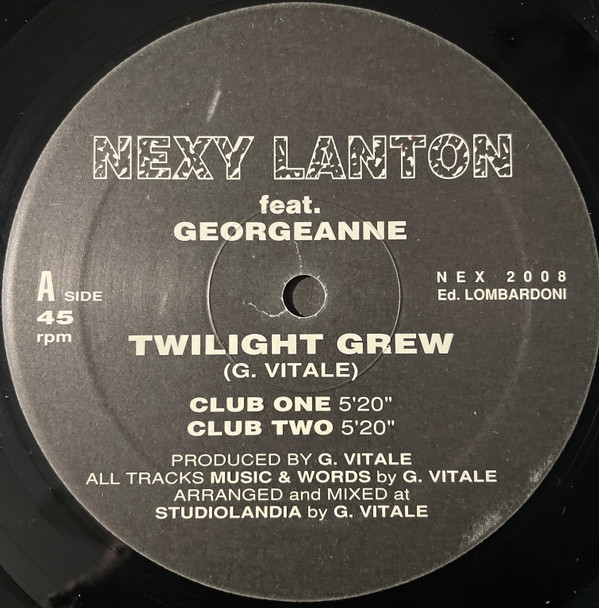 NEXY LANTON
feat.
GEORGEANNE
A SIDE
45
rpm
NEX 2008
Ed. LOMBARDONI
TWILIGHT GREW
(G. VITALE)
CLUB ONE 5'20"
CLUB TWO 5'20"
PRODUCED BY G. VITALE
ALL TRACKS MUSIC & WORDS by G. VITALE
ARRANGED and MIXED at
STUDIOLANDIA by G. VITALE